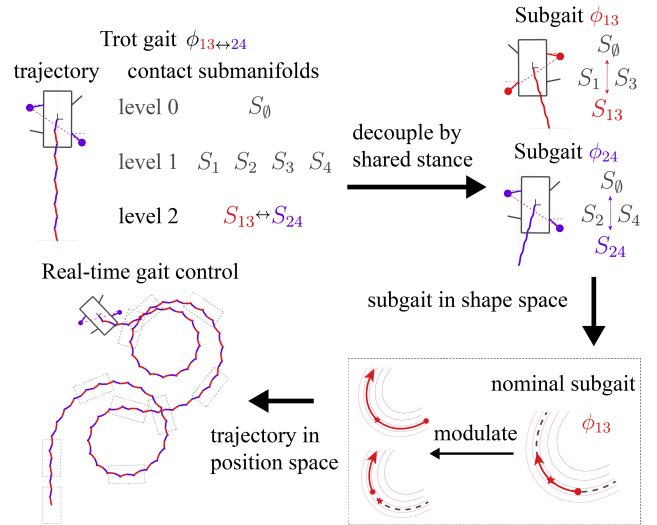 Trot gait ϕ13↔24
trajectory
contact submanifolds
level 0 S∅
level 1 S1 S2 S3 S4
level 2 S13↔S24
decouple by
shared stance
Subgait ϕ13
S∅
S1 S3
S13
Subgait ϕ24
S∅
S2 S4
S24
subgait in shape space
nominal subgait
ϕ13
modulate
trajectory in
position space
Real-time gait control